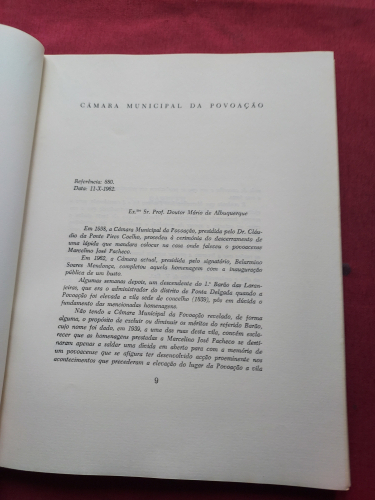 CÂMARA MUNICIPAL DA POVOAÇÃO
Referência: 680.
Data: 11-X-1962.
Ex.mo Sr. Prof. Doutor Mário de Albuquerque
Em 1938, a Câmara Municipal da Povoação, presidida pelo Dr. Cláu-
dio da Ponte Pires Coelho, procedeu à cerimónia do descerramento de
uma lápide que mandara colocar na casa onde faleceu o povoacense
Marcelino José Pacheco.
Em 1962, a Câmara actual, presidida pelo signatário, Belarmino
Soares Mendonça, completou aquela homenagem com a inauguração
pública de um busto.
Algumas semanas depois, um descendente do 1.º Barão das Laran-
jeiras, que era o administrador do distrito de Ponta Delgada quando a
Povoação foi elevada a vila sede de concelho (1839), pôs em dúvida o
fundamento das mencionadas homenagens.
Não tendo a Câmara Municipal da Povoação revelado, de forma
alguma, o propósito de excluir ou diminuir os méritos do referido Barão,
cujo nome foi dado, em 1939, a uma das ruas desta vila, convém escla-
recer que as homenagens prestadas a Marcelino José Pacheco se desti-
naram apenas a saldar uma dívida em aberto para com a memória de
um povoacense que se afigura ter desenvolvido acção proeminente nos
acontecimentos que precederam a elevação do lugar da Povoação a vila
9